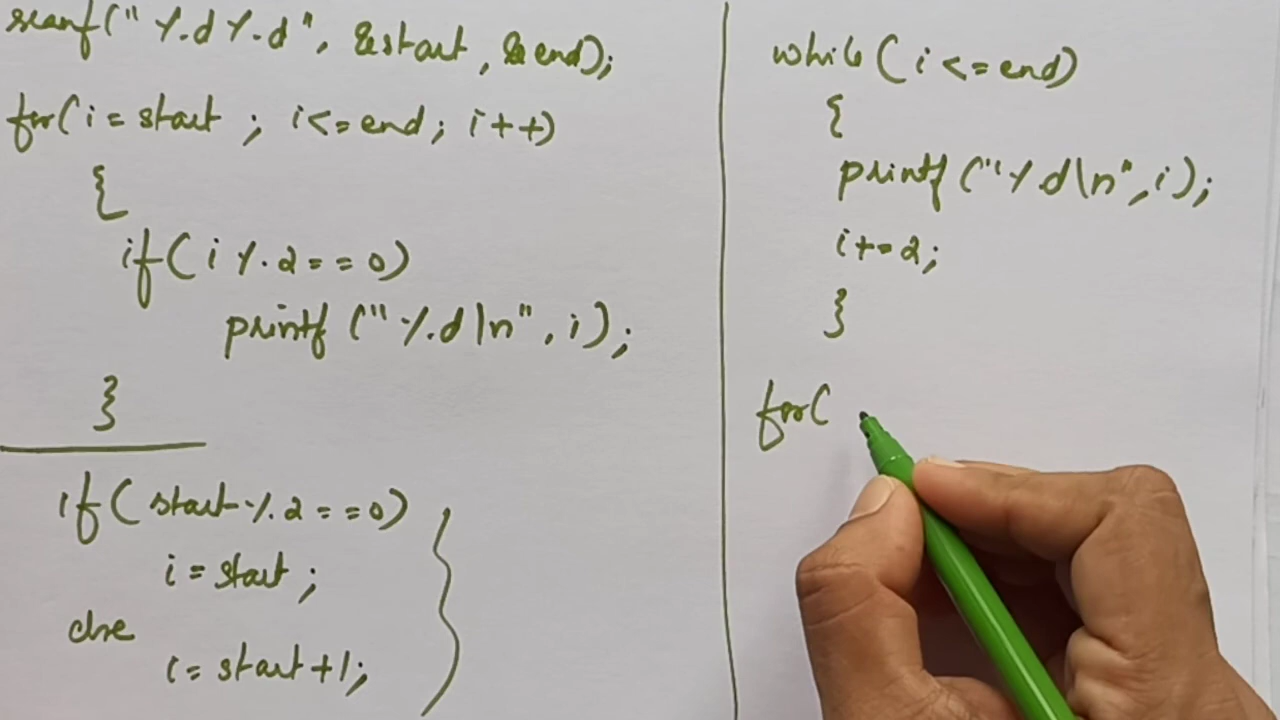 scanf("%d%d", &start, &end);
for(i=start ; i<=end; i++)
{
if(i%2==0)
printf("%d\n", i);
}
if(start%2==0)
i=start;
else
i=start+1;
while(i<=end)
{
printf("%d\n", i);
i+=2;
}
for(